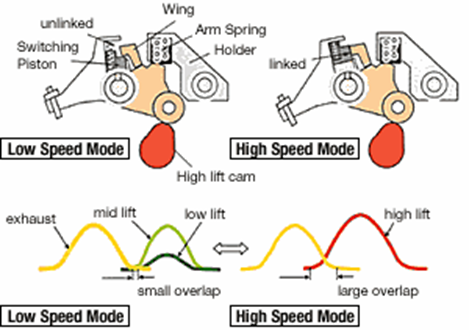 Wing
unlinked
Arm Spring
Switching
Piston
Holder
linked
Low Speed Mode
High Speed Mode
High lift cam
exhaust
mid lift
low lift
high lift
small overlap
large overlap
Low Speed Mode
High Speed Mode